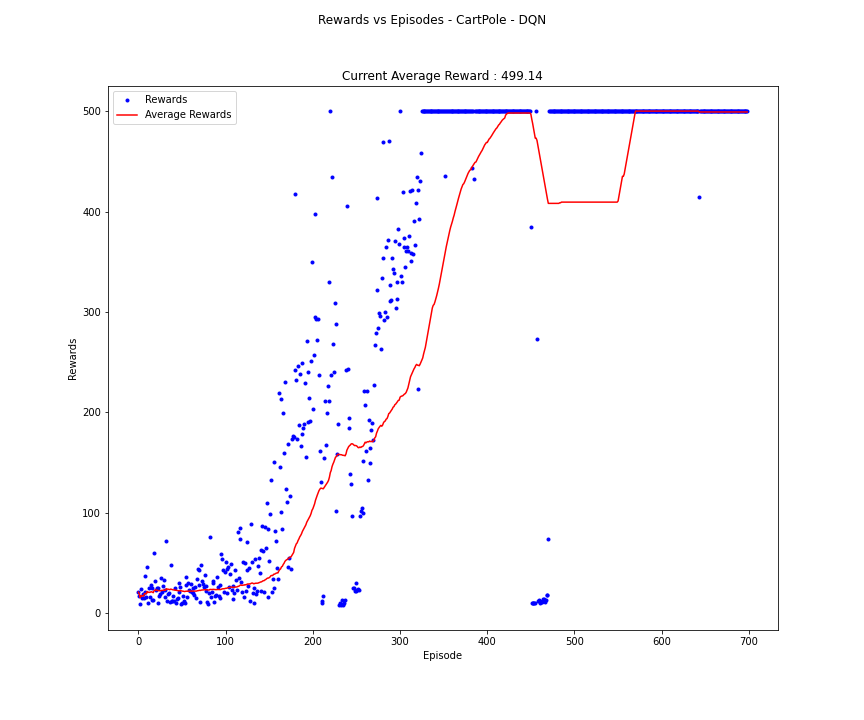 Rewards vs Episodes - CartPole - DQN
Current Average Reward : 499.14
Rewards
Average Rewards
500
400
300
200
100
0
Rewards
0 100 200 300 400 500 600 700
Episode